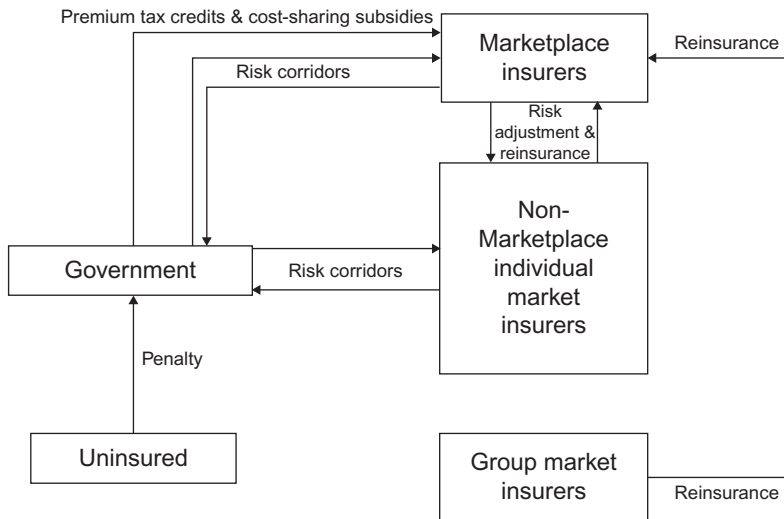 Premium tax credits & cost-sharing subsidies
Marketplace
insurers
Reinsurance
Risk corridors
Risk
adjustment &
reinsurance
Non-
Marketplace
individual
market
insurers
Government
Risk corridors
Penalty
Uninsured
Group market
insurers
Reinsurance